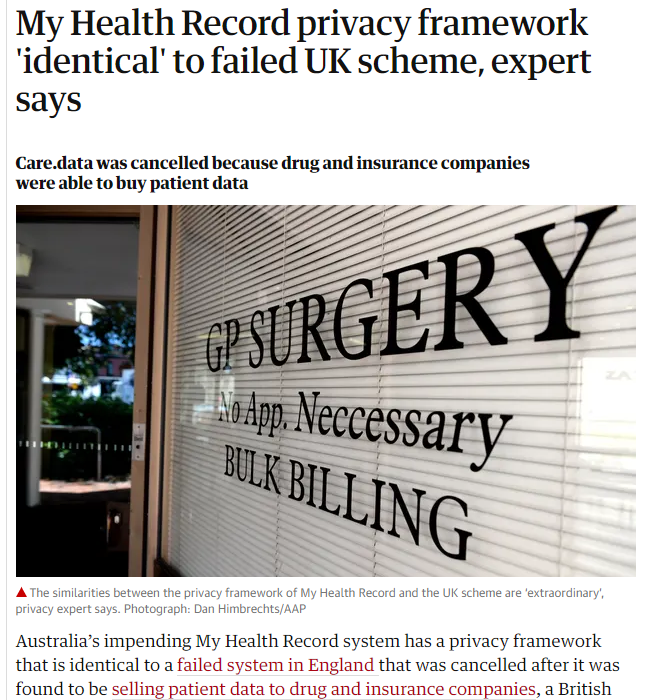 My Health Record privacy framework
'identical' to failed UK scheme, expert
says
Care.data was cancelled because drug and insurance companies
were able to buy patient data
GP SURGERY
No App. Neccessary
BULK BILLING
ZA
▲ The similarities between the privacy framework of My Health Record and the UK scheme are ‘extraordinary’,
privacy expert says. Photograph: Dan Himbrechts/AAP
Australia’s impending My Health Record system has a privacy framework
that is identical to a failed system in England that was cancelled after it was
found to be selling patient data to drug and insurance companies, a British